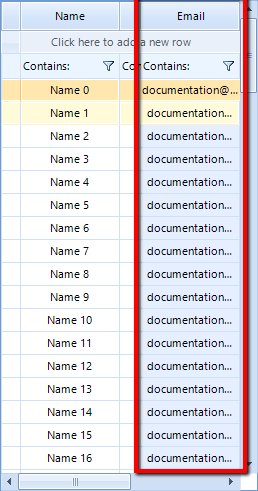 Name Email
Click here to add a new row
Contains: Con Contains:
Name 0 documentation@...
Name 1 documentation...
Name 2 documentation...
Name 3 documentation...
Name 4 documentation...
Name 5 documentation...
Name 6 documentation...
Name 7 documentation...
Name 8 documentation...
Name 9 documentation...
Name 10 documentation...
Name 11 documentation...
Name 12 documentation...
Name 13 documentation...
Name 14 documentation...
Name 15 documentation...
Name 16 documentation...